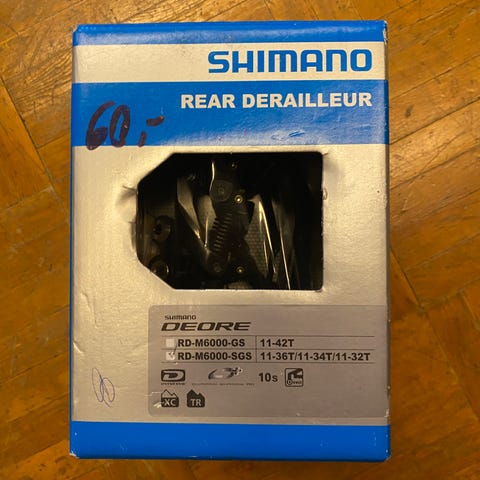 SHIMANO
REAR DERAILLEUR
60,-
SHIMANO
DEORE
RD-M6000-GS 11-42T
RD-M6000-SGS 11-36T/11-34T/11-32T
10s
XC TR